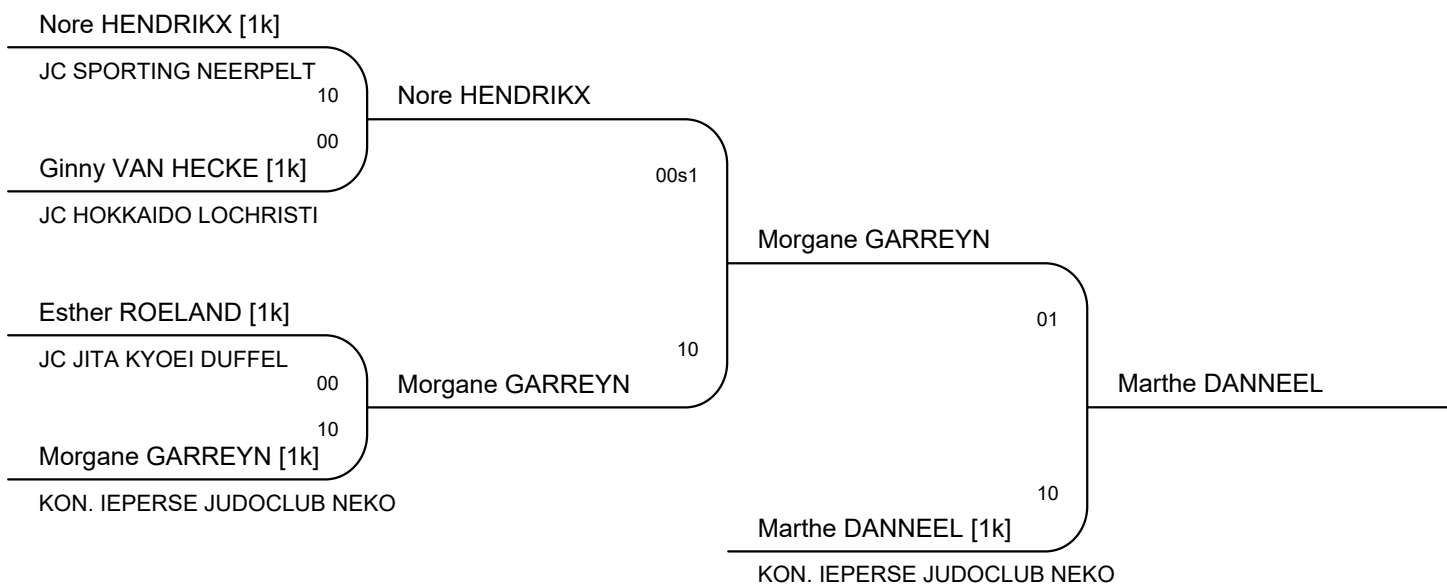 Nore HENDRIKX [1k]
JC SPORTING NEERPELT
10
Nore HENDRIKX
00
Ginny VAN HECKE [1k]
00s1
JC HOKKAIDO LOCHRISTI
Morgane GARREYN
Esther ROELAND [1k]
01
JC JITA KYOEI DUFFEL
10
00
Morgane GARREYN
Marthe DANNEEL
10
Morgane GARREYN [1k]
KON. IEPERSE JUDOCLUB NEKO
10
Marthe DANNEEL [1k]
KON. IEPERSE JUDOCLUB NEKO